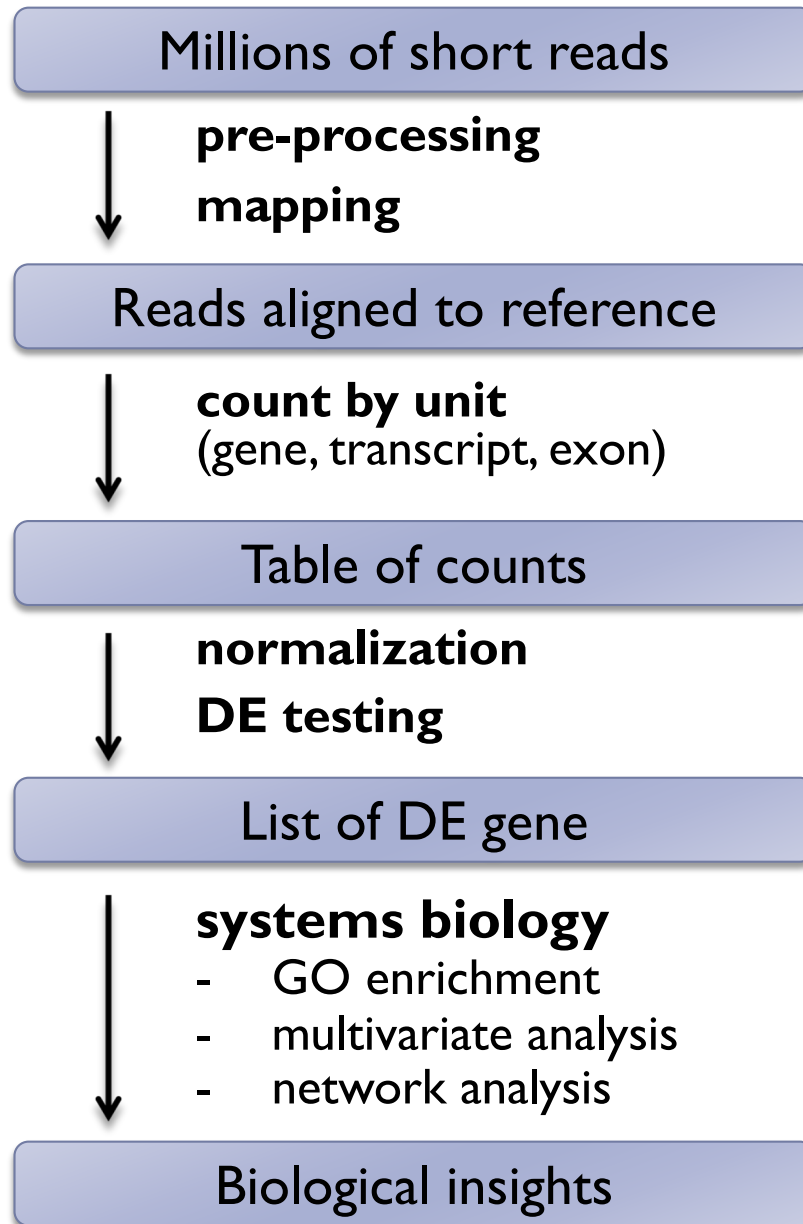 Millions of short reads
pre-processing
mapping
Reads aligned to reference
count by unit
(gene, transcript, exon)
Table of counts
normalization
DE testing
List of DE gene
systems biology
- GO enrichment
- multivariate analysis
- network analysis
Biological insights